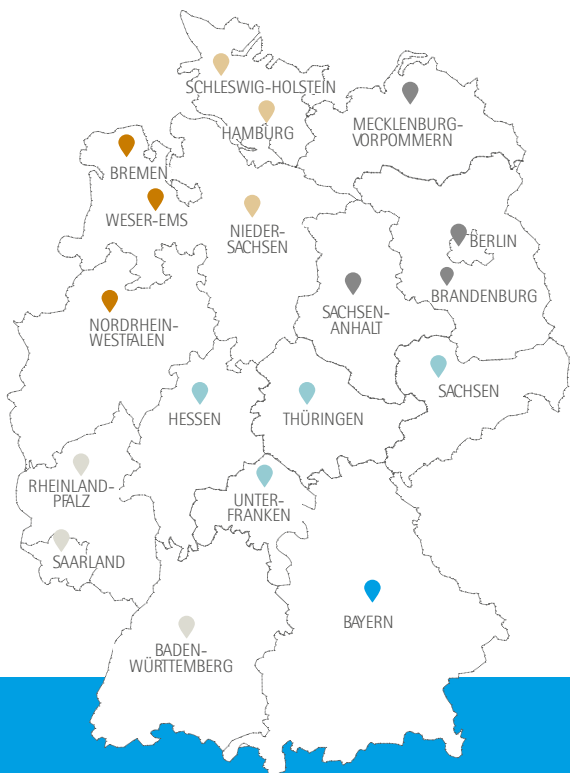 SCHLESWIG-HOLSTEIN
HAMBURG
MECKLENBURG-
VORPOMMERN
BREMEN
WESER-EMS
NIEDER-
SACHSEN
BERLIN
BRANDENBURG
SACHSEN-
ANHALT
NORDRHEIN-
WESTFALEN
HESSEN
THÜRINGEN
SACHSEN
RHEINLAND-
PFALZ
UNTER-
FRANKEN
SAARLAND
BAYERN
BADEN-
WÜRTTEMBERG